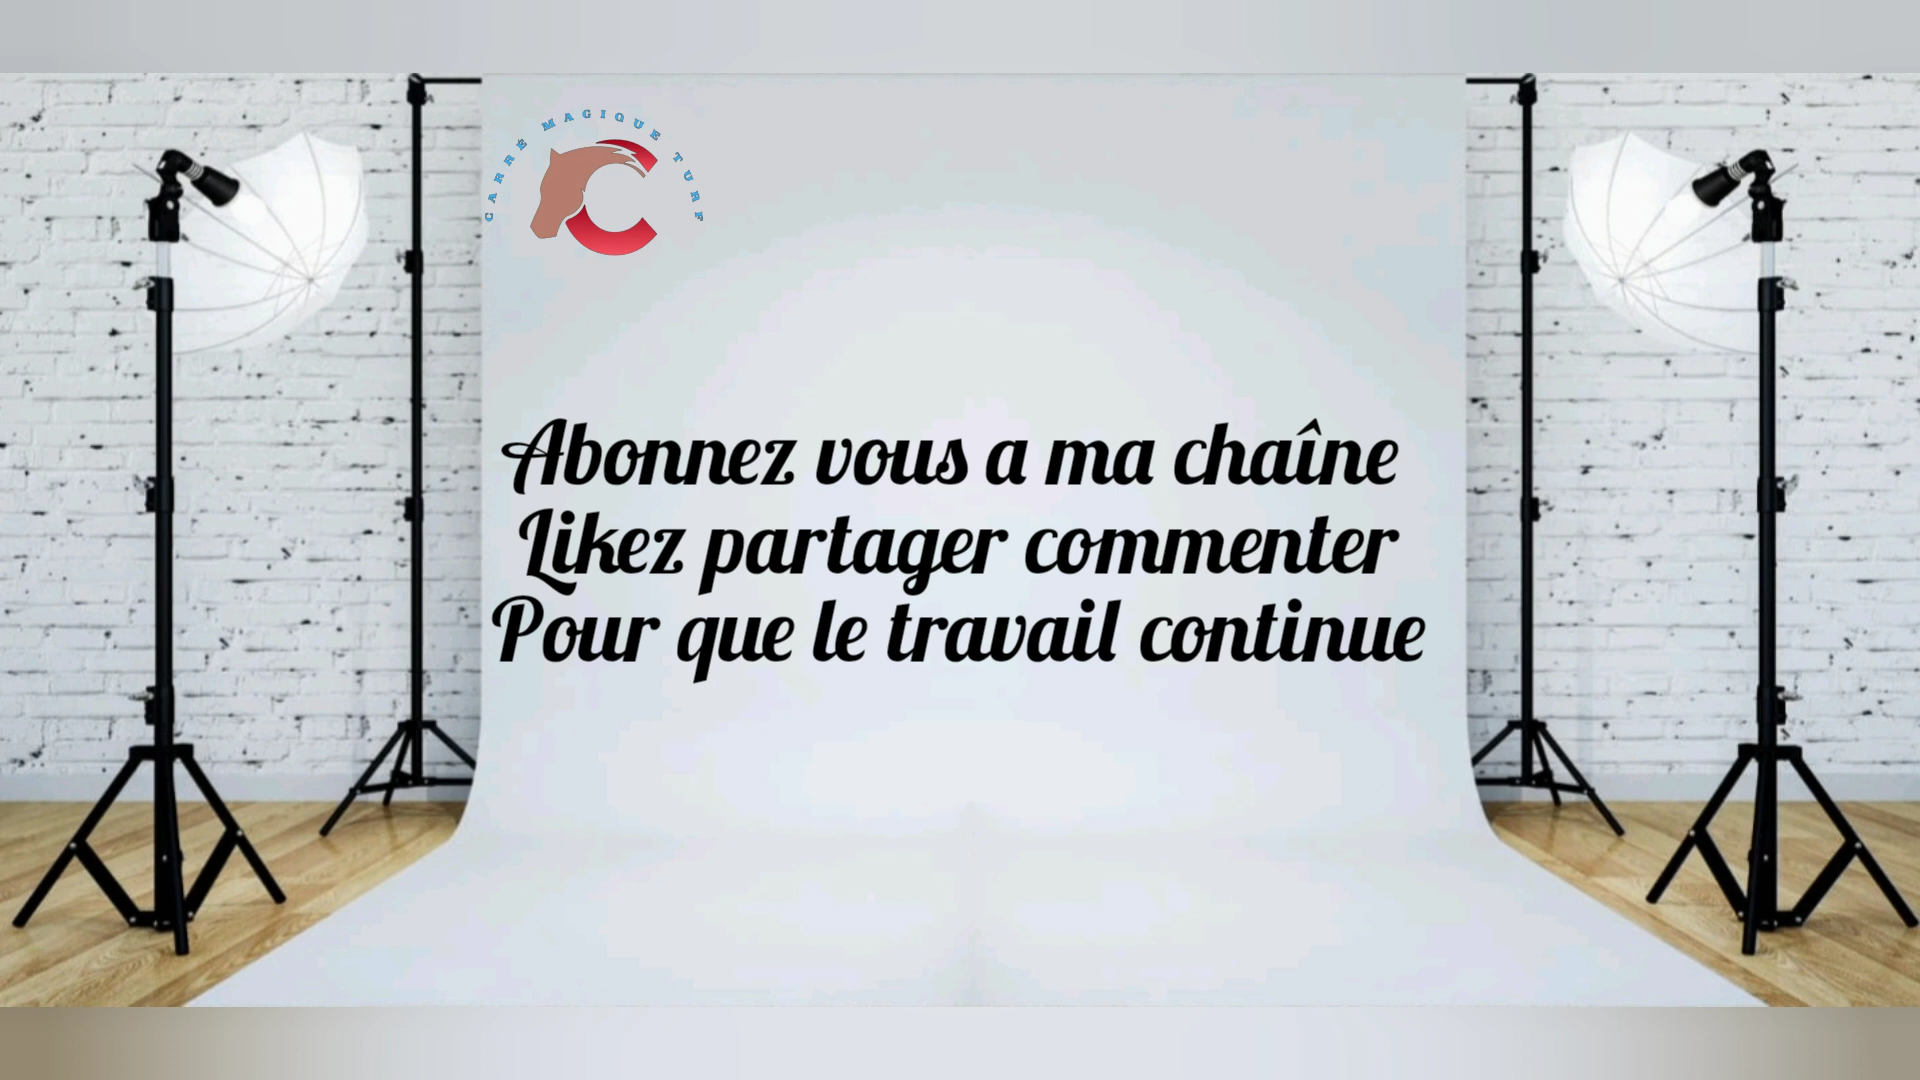 CARRÉ MAGIQUE TURF
Abonnez vous a ma chaîne
Likez partager commenter
Pour que le travail continue